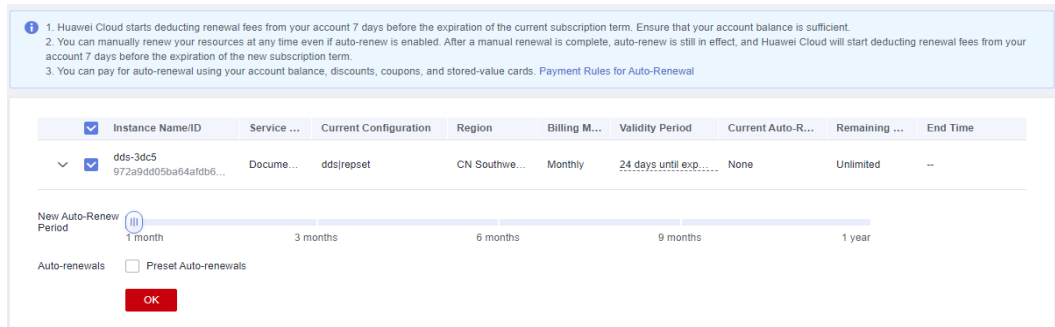 1. Huawei Cloud starts deducting renewal fees from your account 7 days before the expiration of the current subscription term. Ensure that your account balance is sufficient.
2. You can manually renew your resources at any time even if auto-renew is enabled. After a manual renewal is complete, auto-renew is still in effect, and Huawei Cloud will start deducting renewal fees from your
account 7 days before the expiration of the new subscription term.
3. You can pay for auto-renewal using your account balance, discounts, coupons, and stored-value cards. Payment Rules for Auto-Renewal
Instance Name/ID Service ... Current Configuration Region Billing M... Validity Period Current Auto-R... Remaining ... End Time
dds-3dc5
972a9dd05ba64afdb6... Docume... dds|repset CN Southwe... Monthly 24 days until exp... None Unlimited --
New Auto-Renew
Period
1 month 3 months 6 months 9 months 1 year
Auto-renewals Preset Auto-renewals
OK